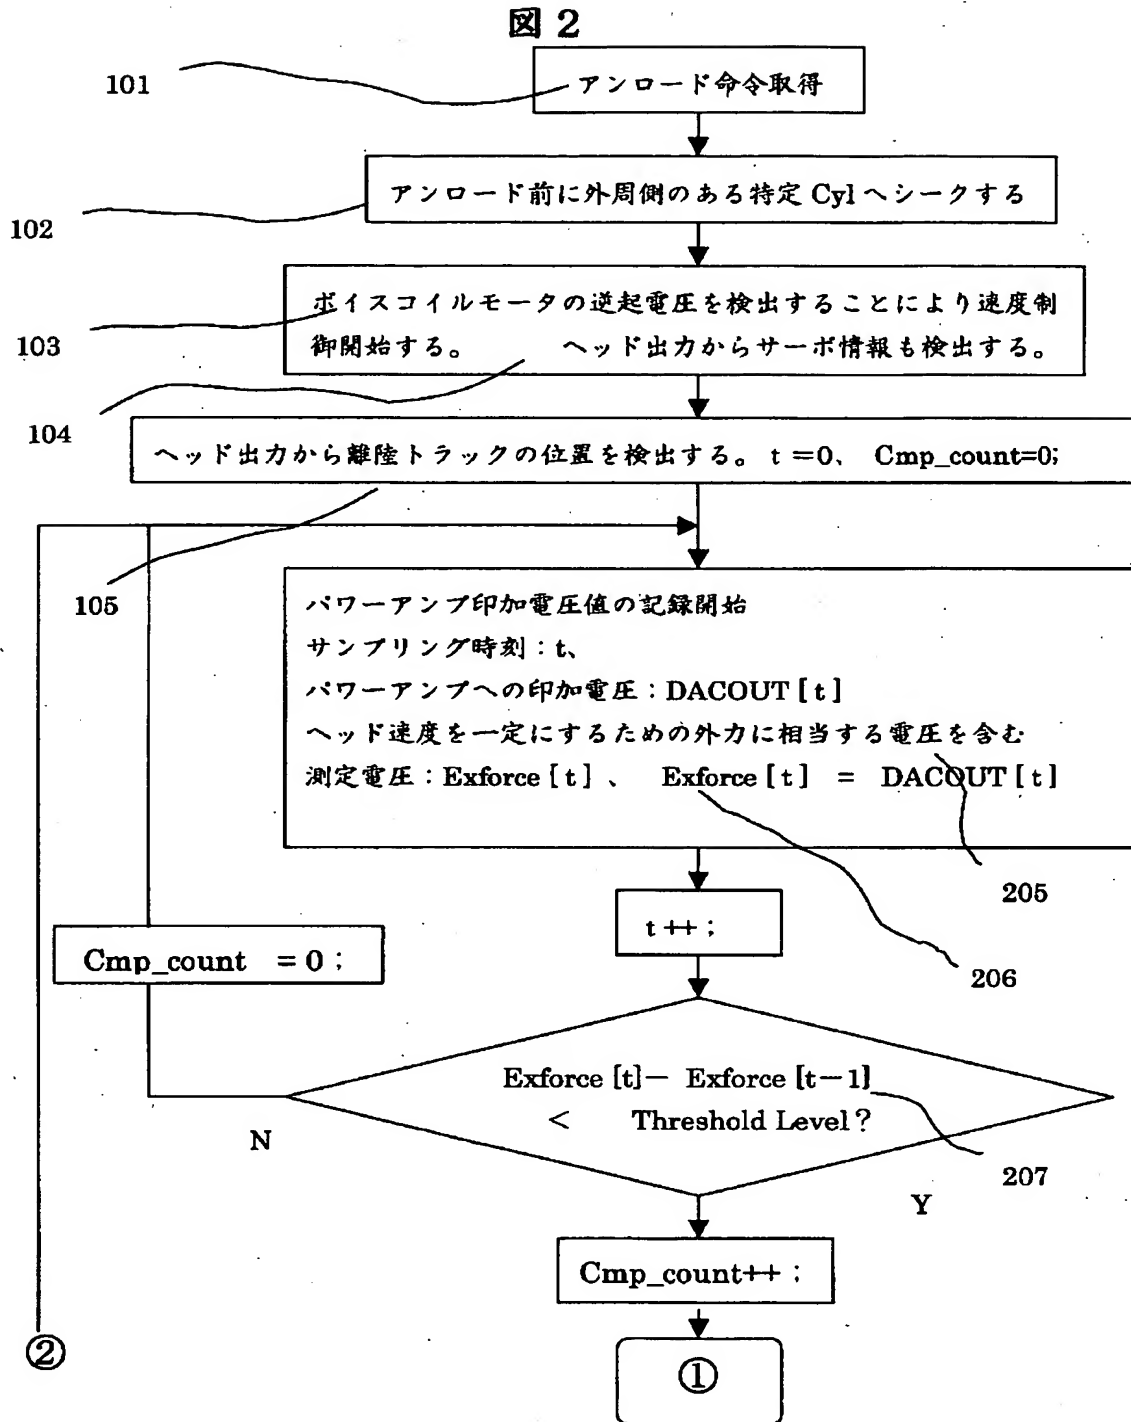 図 2
101
アンロード命令取得
アンロード前に外周側のある特定 Cyl へシークする
102
ボイスコイルモータの逆起電圧を検出することにより速度制
御開始する。 ヘッド出力からサーボ情報も検出する。
103
104
ヘッド出力から離陸トラックの位置を検出する。 t =0、 Cmp_count=0;
105
パワーアンプ印加電圧値の記録開始
サンプリング時刻：t、
パワーアンプへの印加電圧：DACOUT [ t ]
ヘッド速度を一定にするための外力に相当する電圧を含む
測定電圧：Exforce [ t ] 、 Exforce [ t ] = DACOUT [ t ]
205
t ++ ;
206
Cmp_count = 0 ;
Exforce [t]− Exforce [t−1]
< Threshold Level?
N
207
Y
Cmp_count++ ;
②
①